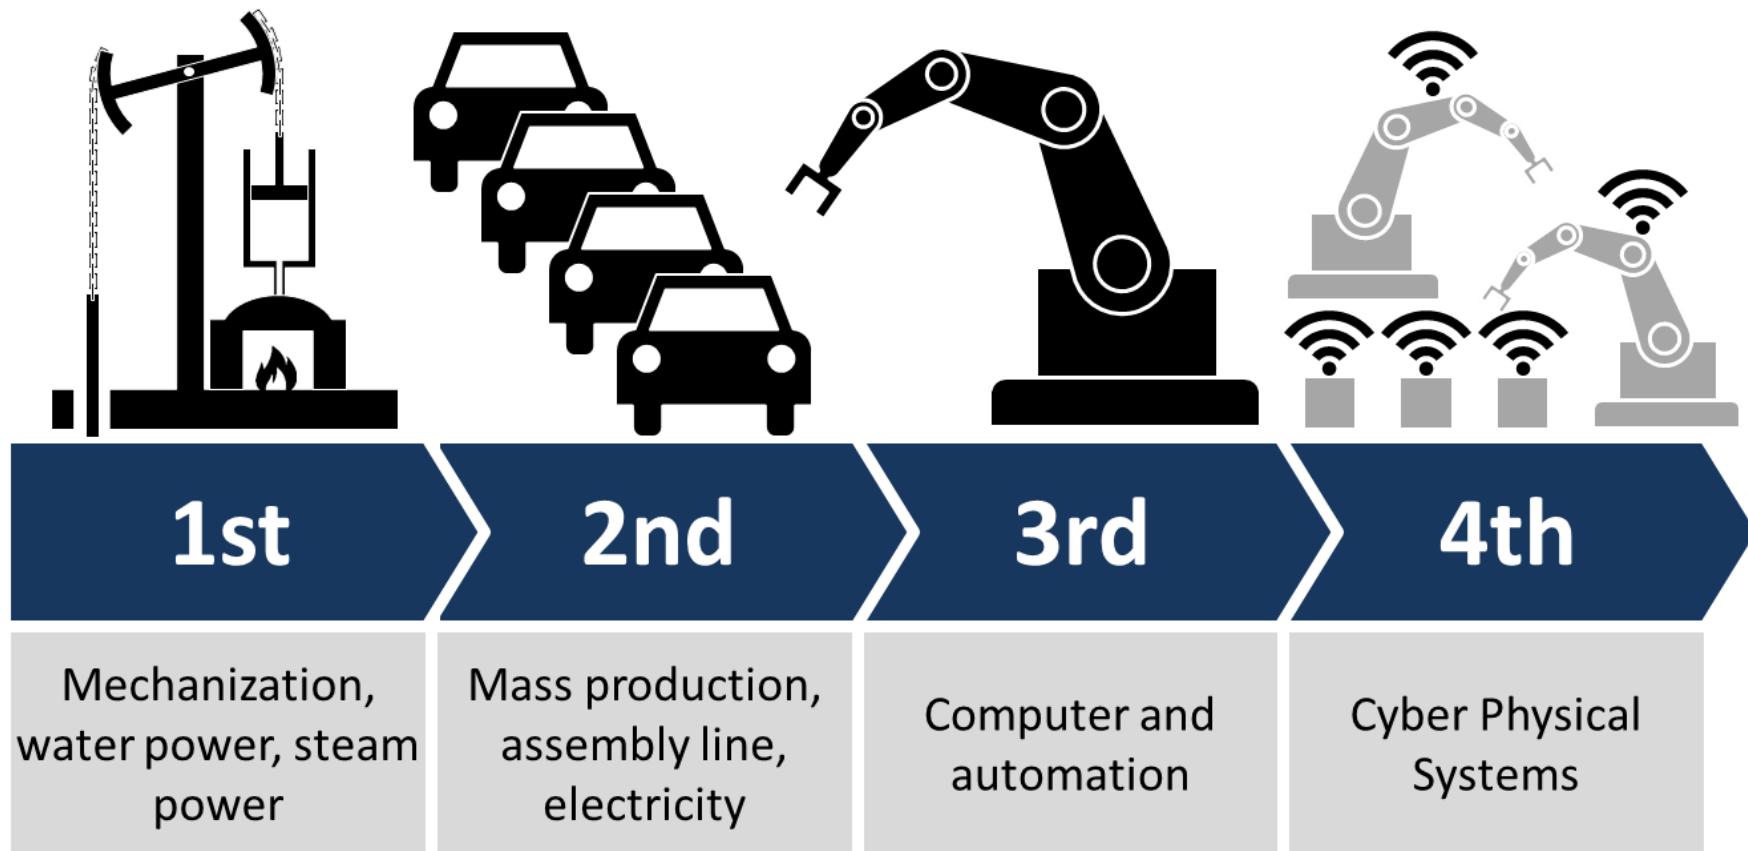 1st
2nd
3rd
4th
Mechanization,
water power, steam
power
Mass production,
assembly line,
electricity
Computer and
automation
Cyber Physical
Systems